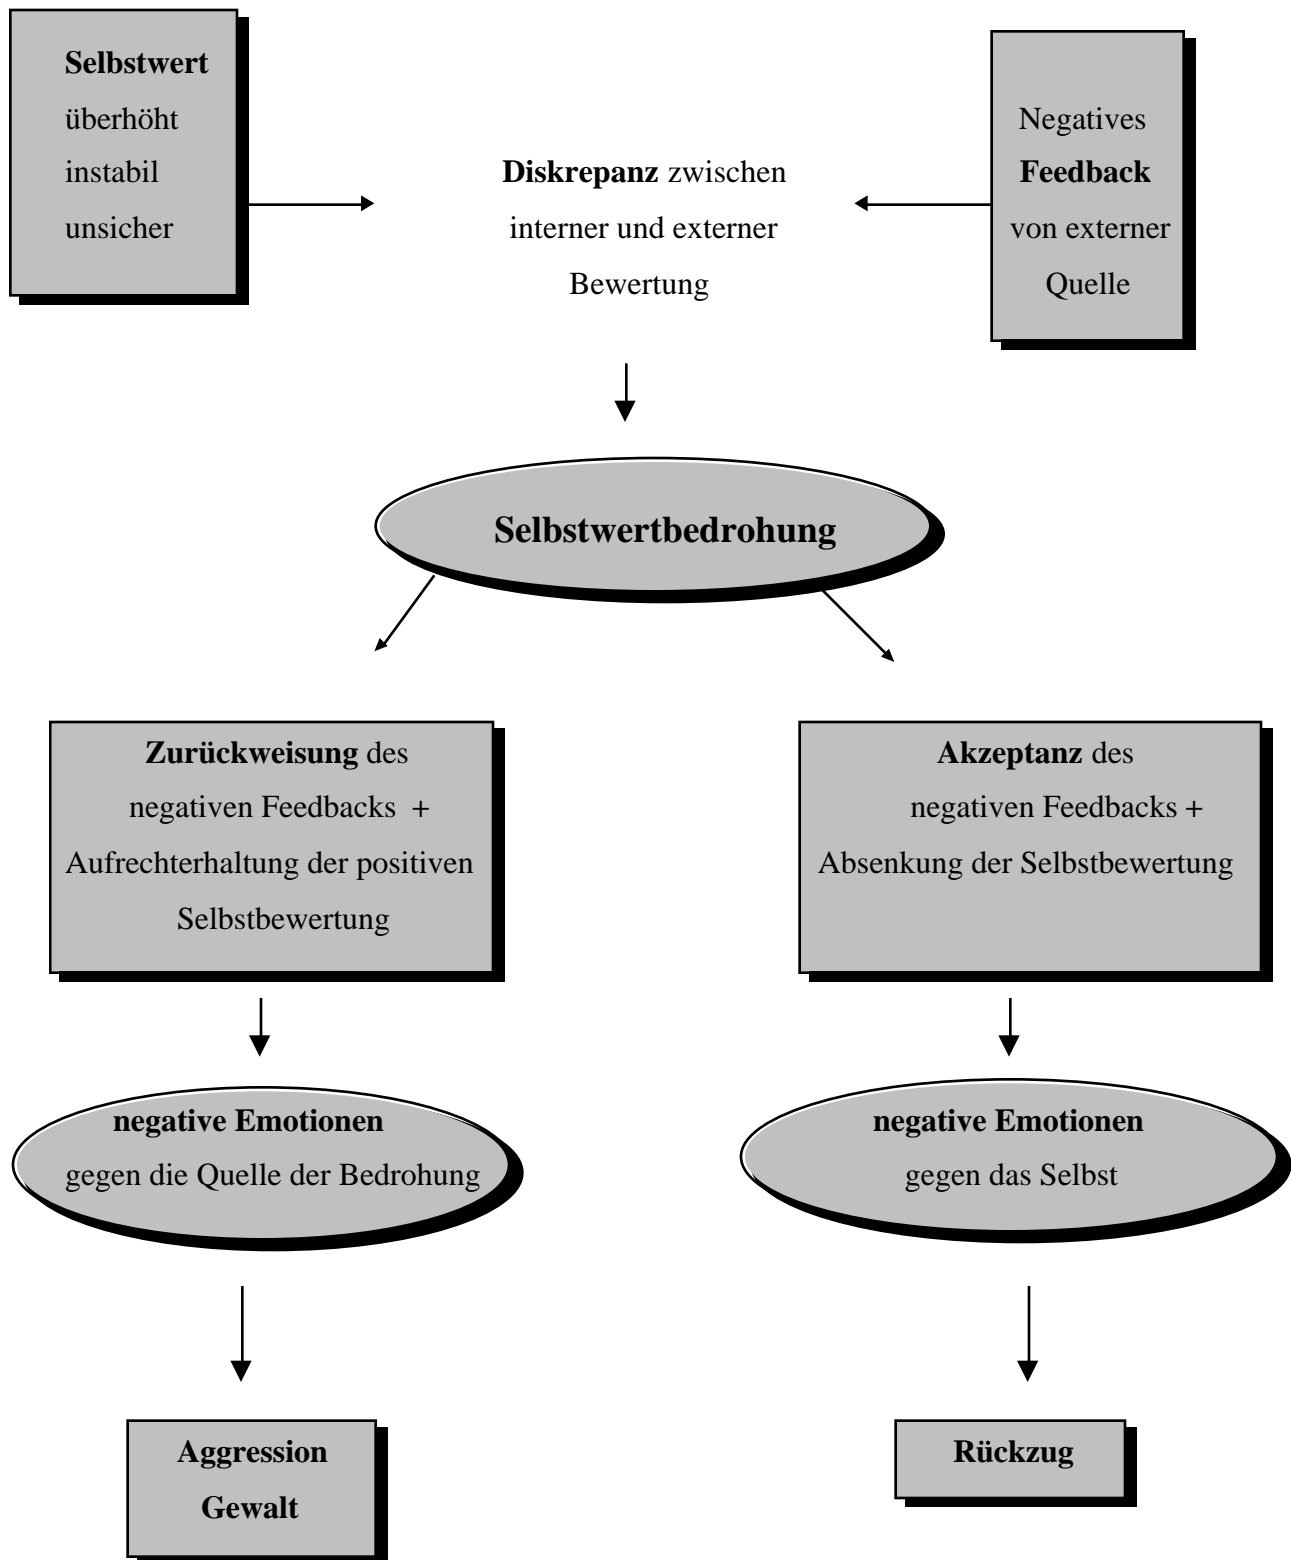 Selbstwert
überhöht
instabil
unsicher
Diskrepanz zwischen
interner und externer
Bewertung
Negatives
Feedback
von externer
Quelle
Selbstwertbedrohung
Zurückweisung des
negativen Feedbacks +
Aufrechterhaltung der positiven
Selbstbewertung
Akzeptanz des
negativen Feedbacks +
Absenkung der Selbstbewertung
negative Emotionen
gegen die Quelle der Bedrohung
negative Emotionen
gegen das Selbst
Aggression
Gewalt
Rückzug